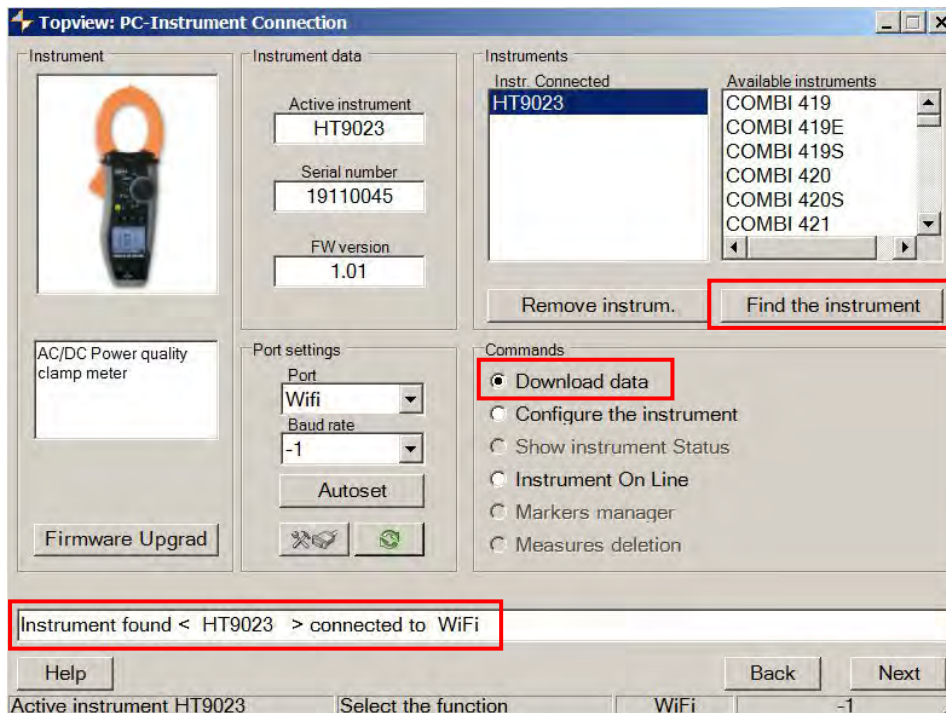 Topview: PC-Instrument Connection
Instrument
AC/DC Power quality
clamp meter
Firmware Upgrad
Instrument data
Active instrument
HT9023
Serial number
19110045
FW version
1.01
Port settings
Port
Wifi
Baud rate
-1
Autoset
Instruments
Instr. Connected
HT9023
Available instruments
COMBI 419
COMBI 419E
COMBI 419S
COMBI 420
COMBI 420S
COMBI 421
Remove instrum.
Find the instrument
Commands
Download data
Configure the instrument
Show instrument Status
Instrument On Line
Markers manager
Measures deletion
Instrument found < HT9023 > connected to WiFi
Help
Back
Next
Active instrument HT9023
Select the function
WiFi
-1